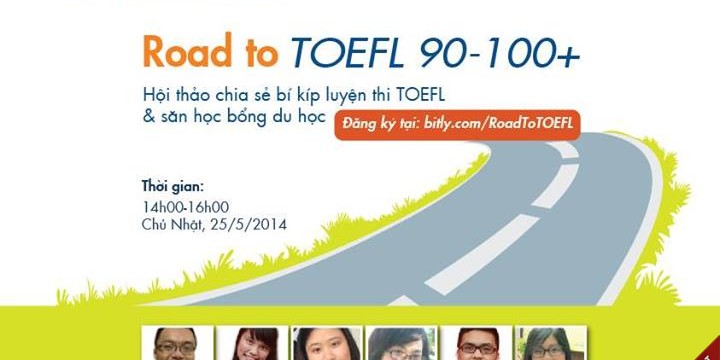 Road to TOEFL 90-100+
Hội thảo chia sẻ bí kíp luyện thi TOEFL
& săn học bổng du học
Đăng ký tại: bitly.com/RoadToTOEFL
Thời gian:
14h00-16h00
Chủ Nhật, 25/5/2014